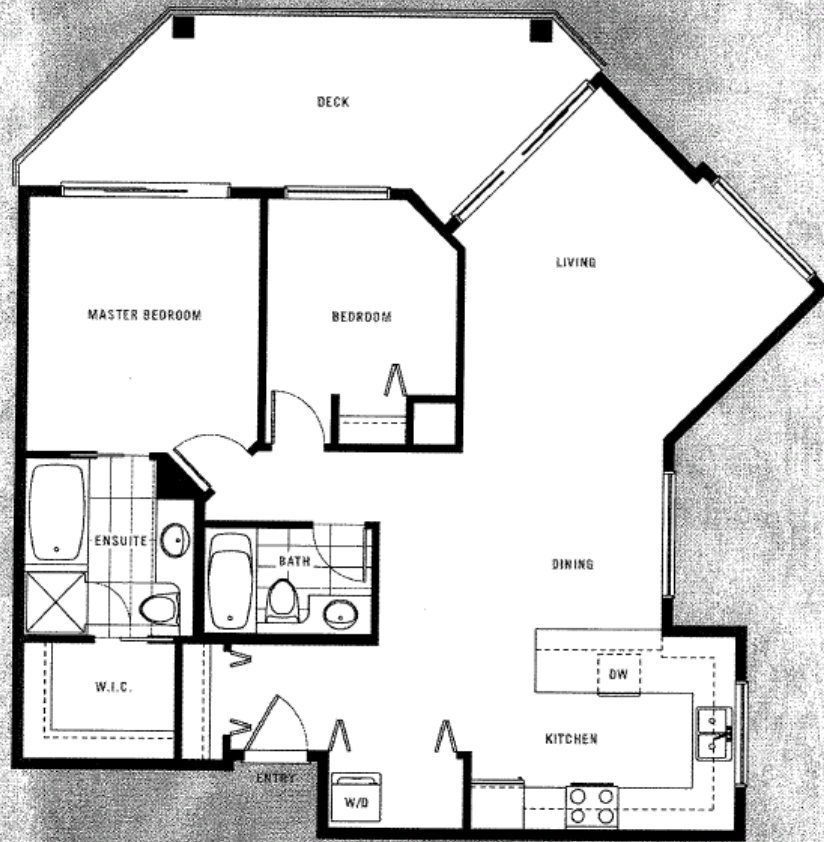 DECK
LIVING
MASTER BEDROOM
BEDROOM
ENSUITE
BATH
DINING
W.I.C.
DW
KITCHEN
ENTRY
W/D